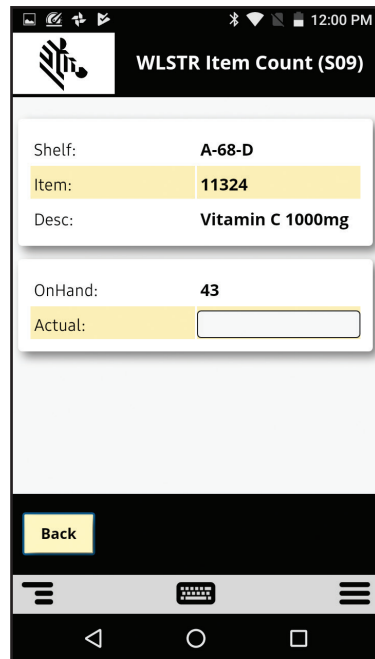 12:00 PM
WLSTR Item Count (S09)
Shelf: A-68-D
Item: 11324
Desc: Vitamin C 1000mg
OnHand: 43
Actual:
Back